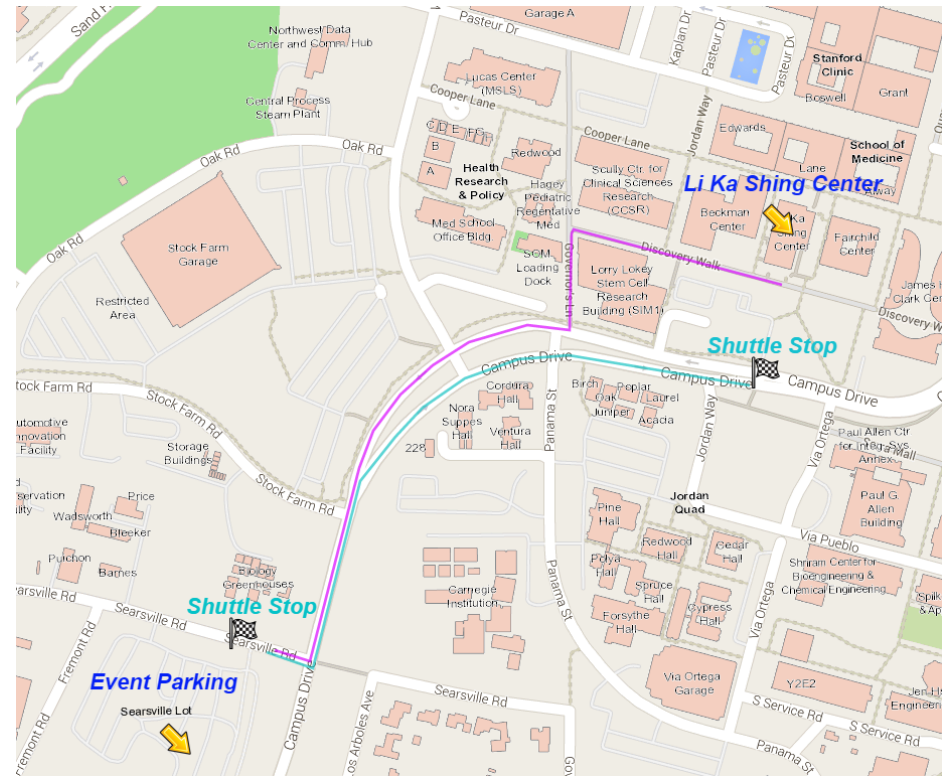 Garage A
Pasteur Dr
Sand
Kaplan Dr
Pasteur Dr
Pasteur Dr
Northwest Data
Center and Comm. Hub
Stanford
Clinic
Lucas Center
(MSLS)
Boswell
Grant
Cooper Lane
Central Process
Steam Plant
Jordan Way
C D E F G
Cooper Lane
Edwards
Oak Rd
Oak Rd
B
Redwood
School of
Medicine
Lane
Alway
Health
Research
& Policy
A
Scully Ctr for
Clinical Sciences
Research
(CCSR)
Li Ka Shing Center
Hagey
Pediatric
Regentative
Med
Beckman
Center
Ka
Shing
Center
Med School
Office Bldg
Fairchild
Center
Oak Rd
Stock Farm
Garage
Governor's Ln
Discovery Walk
SOM
Loading
Dock
Lorry Lokey
Stem Cell
Research
Building (SIM1)
James H
Clark Cen
Restricted
Area
Discovery W
Shuttle Stop
Campus Drive
Campus Drive
Campus Drive
Stock Farm Rd
Stock Farm Rd
Cordura
Hall
Birch
Poplar
Oak
Laurel
Juniper
Acacia
Nora
Suppes
Hall
Ventura
Hall
Panama St
Jordan Way
Via Ortega
Automotive
Innovation
Facility
Storage
Buildings
228
Paul Allen Ctr
for Integ. Sys
Annex
Mall
Stock Farm Rd
Price
Wadsworth
Bleeker
Jordan
Quad
Paul G.
Allen
Building
Pine
Hall
Via Pueblo
Redwood
Hall
Cedar
Hall
Puichon
Barnes
Biology
Greenhouses
Polya
Hall
Panama St
Spruce
Hall
Shriram Center for
Bioengineering &
Chemical Engineering
Carnegie
Institution
Searsville Rd
Shuttle Stop
Cypress
Hall
Via Ortega
Forsythe
Hall
Searsville Rd
Searsville Rd
Fremont Rd
Fremont Rd
Event Parking
Campus Drive
Via Ortega
Garage
Y2E2
Searsville Rd
Searsville Lot
Los Arboles Ave
S Service Rd
S Service Rd
Panama St